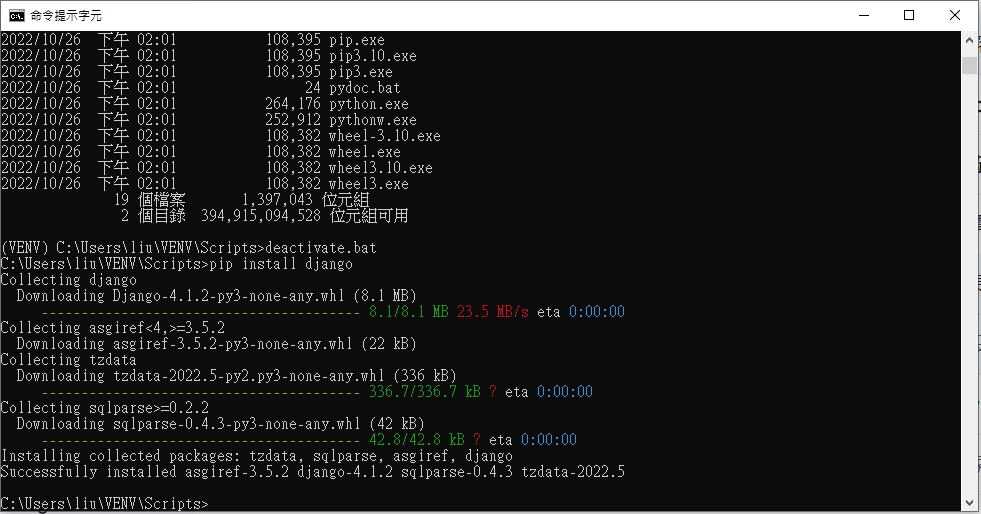 命令提示字元
2022/10/26  下午 02:01           108,395 pip.exe
2022/10/26  下午 02:01           108,395 pip3.10.exe
2022/10/26  下午 02:01           108,395 pip3.exe
2022/10/26  下午 02:01                24 pydoc.bat
2022/10/26  下午 02:01           264,176 python.exe
2022/10/26  下午 02:01           252,912 pythonw.exe
2022/10/26  下午 02:01           108,382 wheel-3.10.exe
2022/10/26  下午 02:01           108,382 wheel.exe
2022/10/26  下午 02:01           108,382 wheel3.10.exe
2022/10/26  下午 02:01           108,382 wheel3.exe
              19 個檔案       1,397,043 位元組
               2 個目錄  394,915,094,528 位元組可用
(VENV) C:\Users\liu\VENV\Scripts>deactivate.bat
C:\Users\liu\VENV\Scripts>pip install django
Collecting django
  Downloading Django-4.1.2-py3-none-any.whl (8.1 MB)
     ---------------------------------------- 8.1/8.1 MB 23.5 MB/s eta 0:00:00
Collecting asgiref<4,>=3.5.2
  Downloading asgiref-3.5.2-py3-none-any.whl (22 kB)
Collecting tzdata
  Downloading tzdata-2022.5-py2.py3-none-any.whl (336 kB)
     ---------------------------------------- 336.7/336.7 kB ? eta 0:00:00
Collecting sqlparse>=0.2.2
  Downloading sqlparse-0.4.3-py3-none-any.whl (42 kB)
     ---------------------------------------- 42.8/42.8 kB ? eta 0:00:00
Installing collected packages: tzdata, sqlparse, asgiref, django
Successfully installed asgiref-3.5.2 django-4.1.2 sqlparse-0.4.3 tzdata-2022.5
C:\Users\liu\VENV\Scripts>